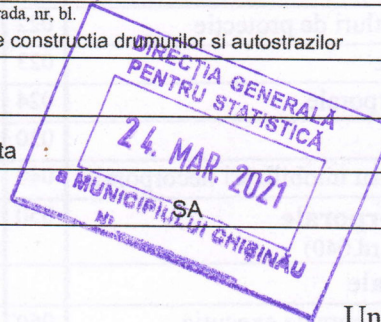 rada, nr, bl.
e constructia drumurilor si autostrazilor
DIRECȚIA GENERALĂ
PENTRU STATISTICĂ
24. MAR. 2021
ta
a MUNICIPIULUI CHIȘINĂU
SA
Nr
Un